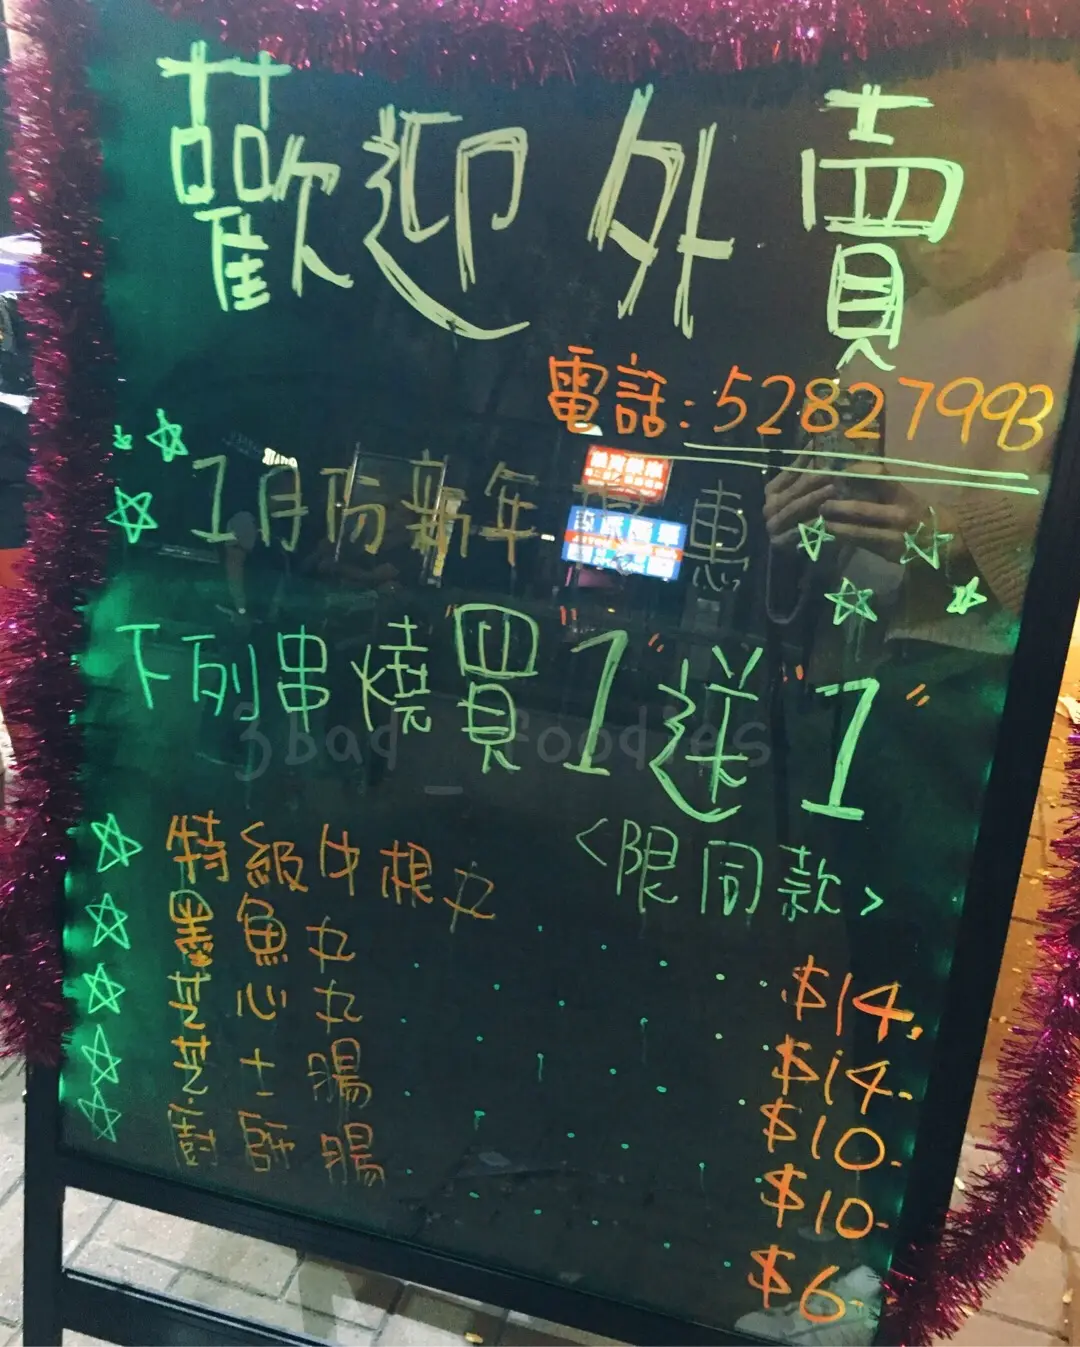 歡迎外賣
電話:52827993
1月份新年優惠
下列串燒"買"1"送"1"
<限同款>
特級牛根丸 $14.
墨魚丸 $14.
芝心丸 $10.
芝士腸 $10.
廚師腸 $6.
3bad_foodies